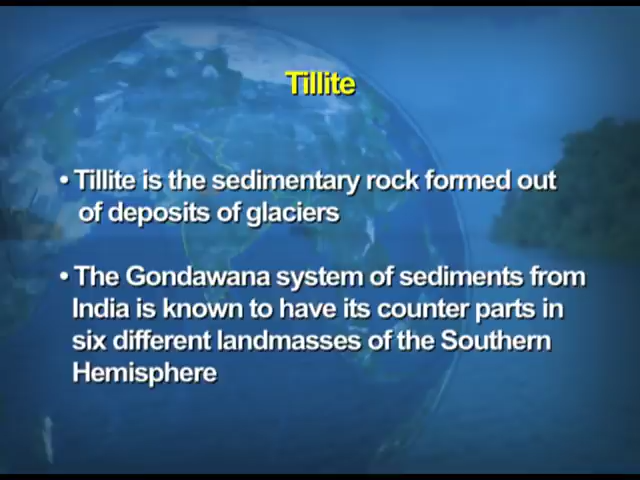 Tillite
• Tillite is the sedimentary rock formed out
of deposits of glaciers
• The Gondawana system of sediments from
India is known to have its counter parts in
six different landmasses of the Southern
Hemisphere